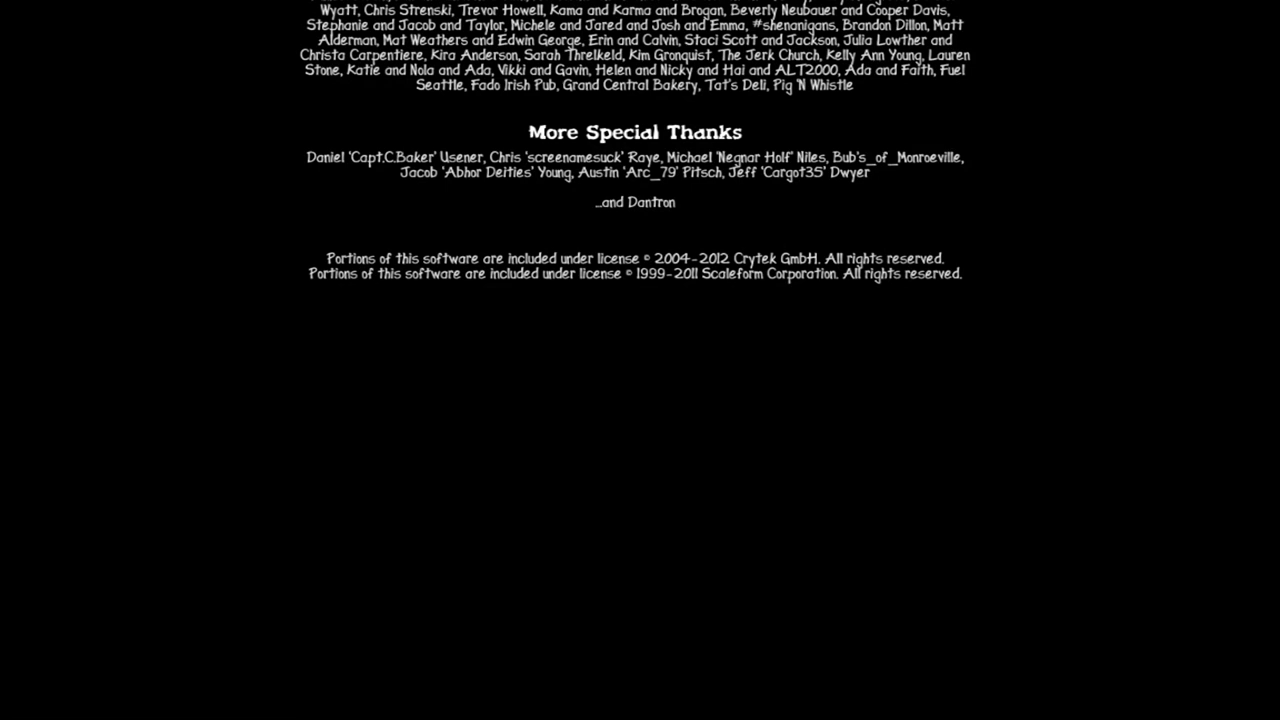 Wyatt, Chris Strenski, Trevor Howell, Kama and Karma and Brogan, Beverly Neubauer and Cooper Davis,
Stephanie and Jacob and Taylor, Michele and Jared and Josh and Emma, #shenanigans, Brandon Dillon, Matt
Alderman, Mat Weathers and Edwin George, Erin and Calvin, Staci Scott and Jackson, Julia Lowther and
Christa Carpentiere, Kira Anderson, Sarah Threlkeld, Kim Gronquist, The Jerk Church, Kelly Ann Young, Lauren
Stone, Katie and Nola and Ada, Vikki and Gavin, Helen and Nicky and Hai and ALT2000, Ada and Faith, Fuel
Seattle, Fado Irish Pub, Grand Central Bakery, Tat's Deli, Pig 'N Whistle
More Special Thanks
Daniel 'Capt.C.Baker' Usener, Chris 'screenamesuck' Raye, Michael 'Negnar Holf' Niles, Bub's_of_Monroeville,
Jacob 'Abhor Deities' Young, Austin 'Arc_79' Pitsch, Jeff 'Cargot35' Dwyer
...and Dantron
Portions of this software are included under license © 2004-2012 Crytek GmbH. All rights reserved.
Portions of this software are included under license © 1999-2011 Scaleform Corporation. All rights reserved.